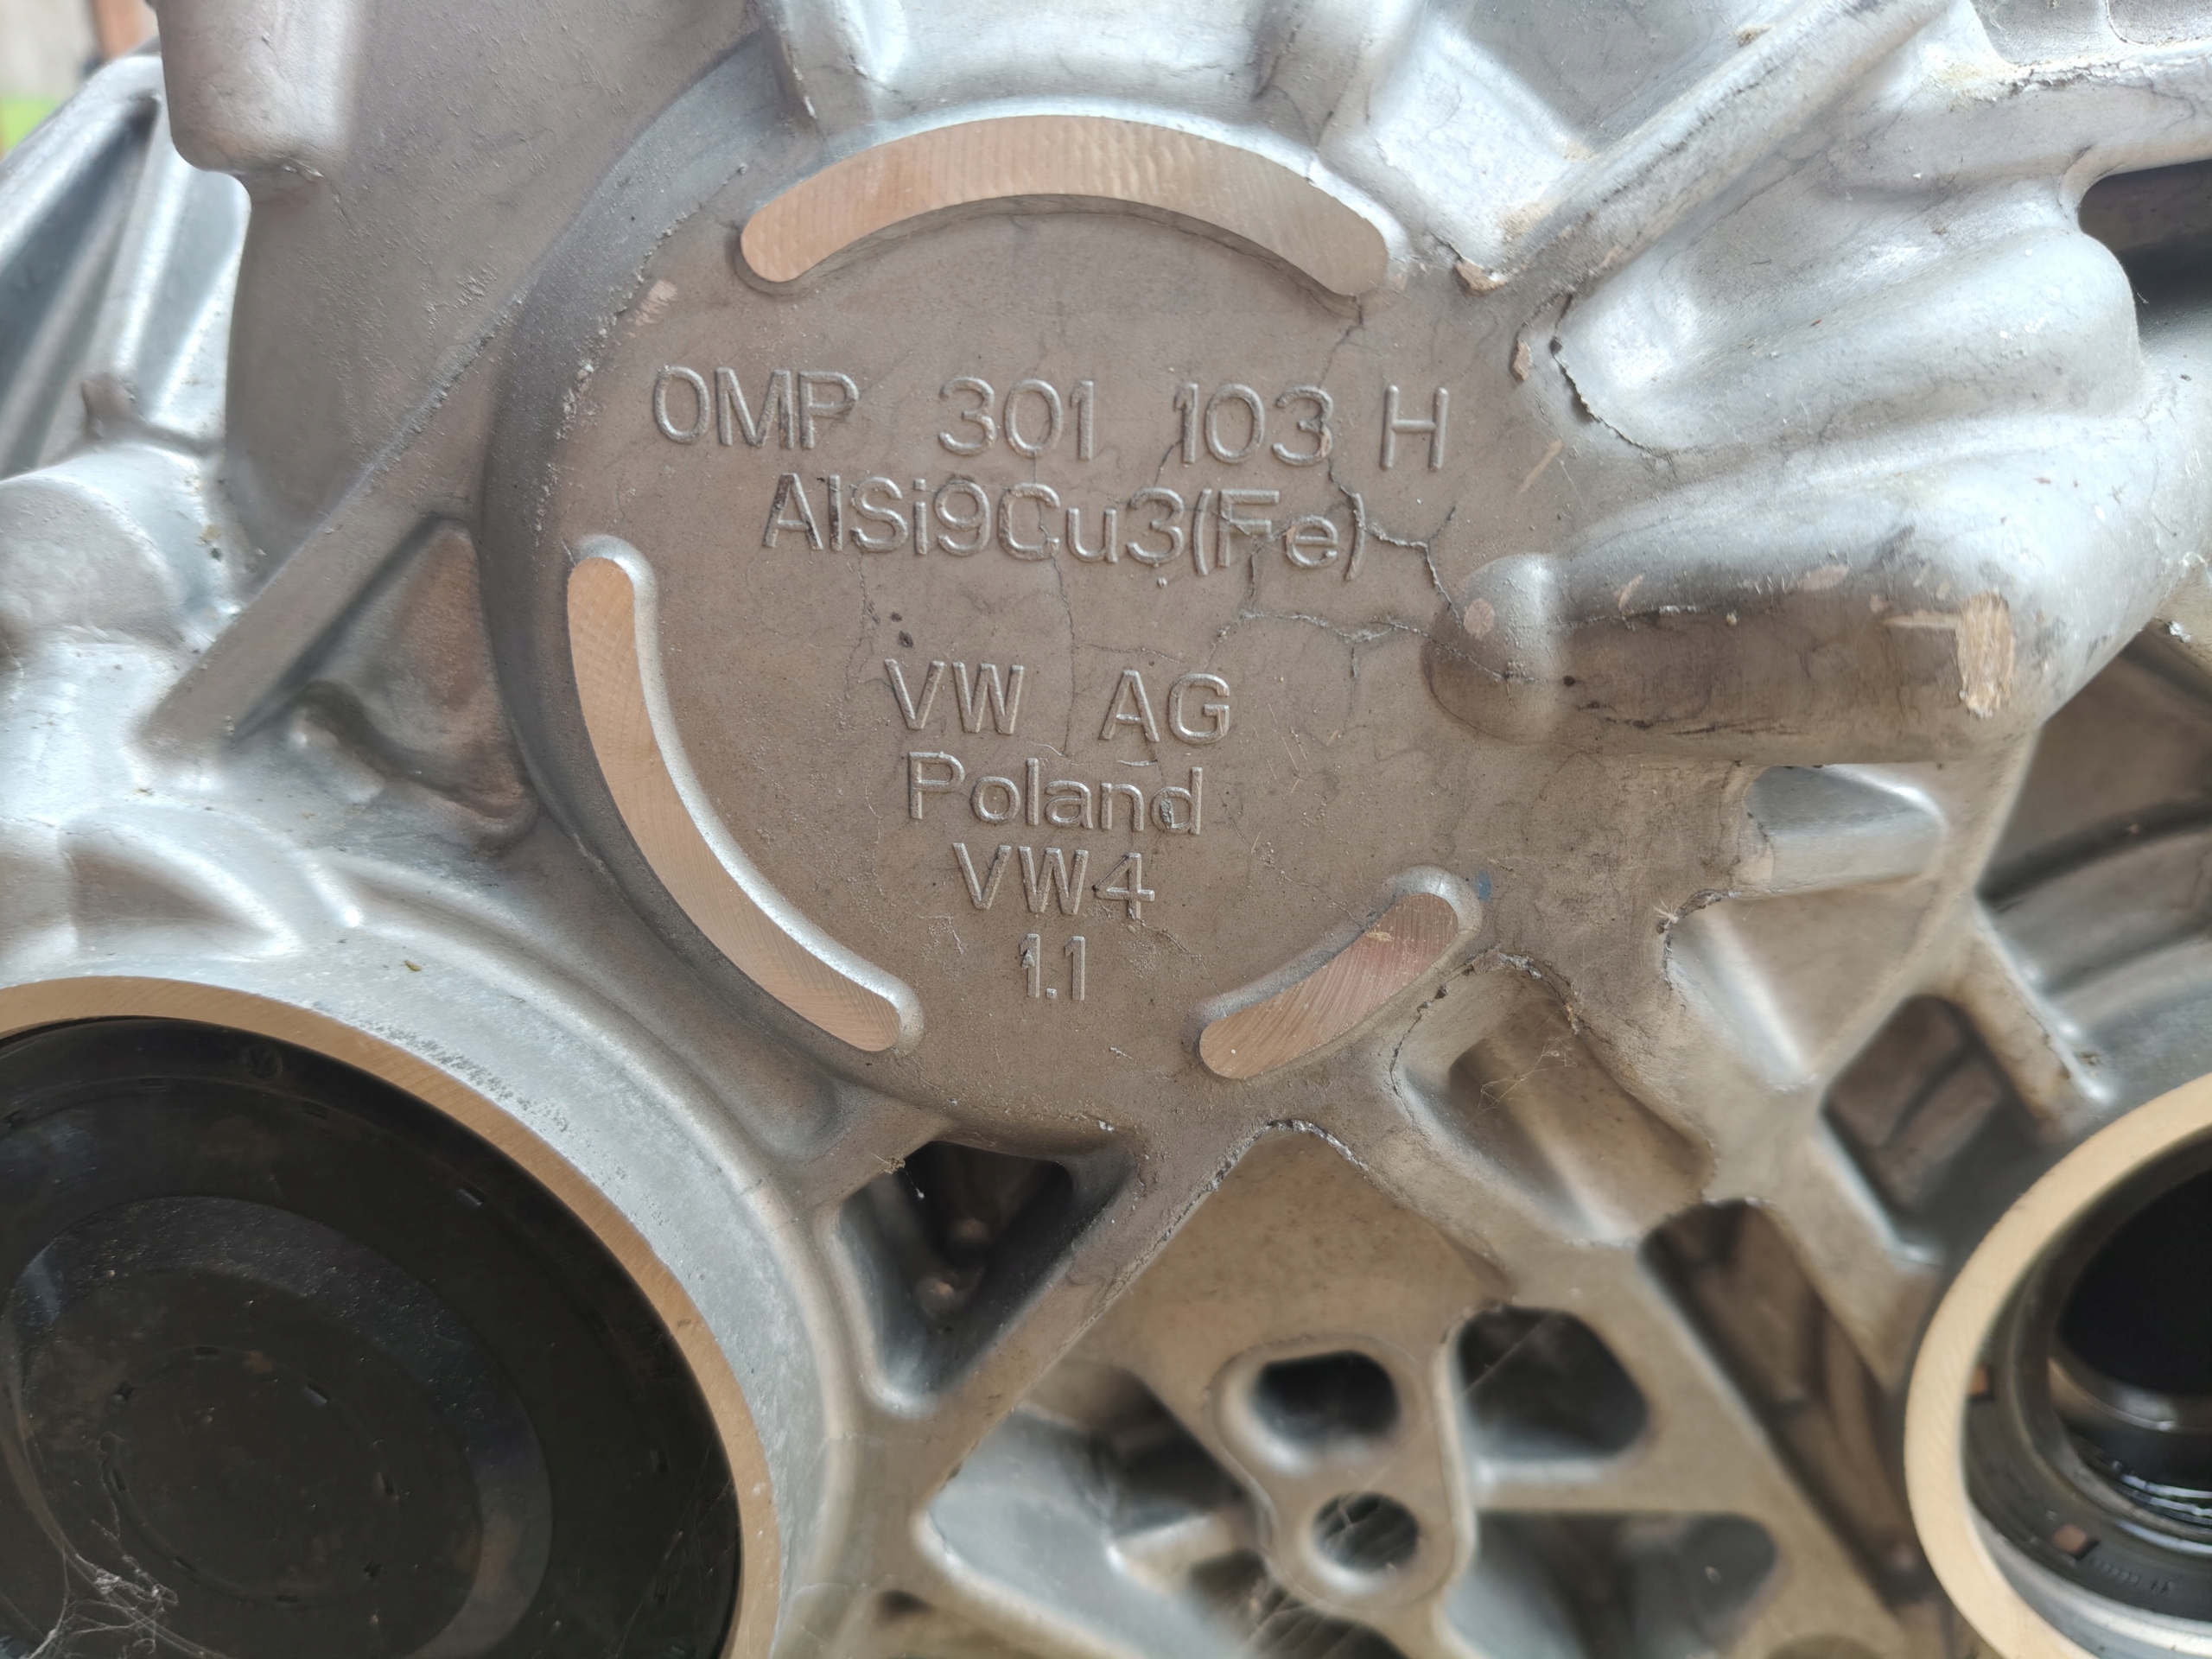 0MP 301 103 H
AlSi9Cu3(Fe)
VW AG
Poland
VW4
1.1